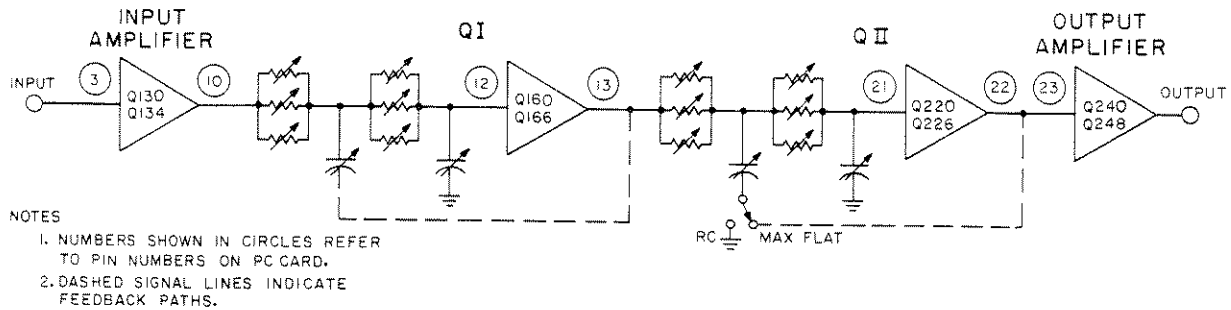 INPUT
AMPLIFIER
QI
QII
OUTPUT
AMPLIFIER
INPUT
3
Q130
Q134
10
12
Q160
Q166
13
21
Q220
Q226
22
23
Q240
Q248
OUTPUT
RC
MAX FLAT
NOTES
1. NUMBERS SHOWN IN CIRCLES REFER
TO PIN NUMBERS ON PC CARD.
2. DASHED SIGNAL LINES INDICATE
FEEDBACK PATHS.